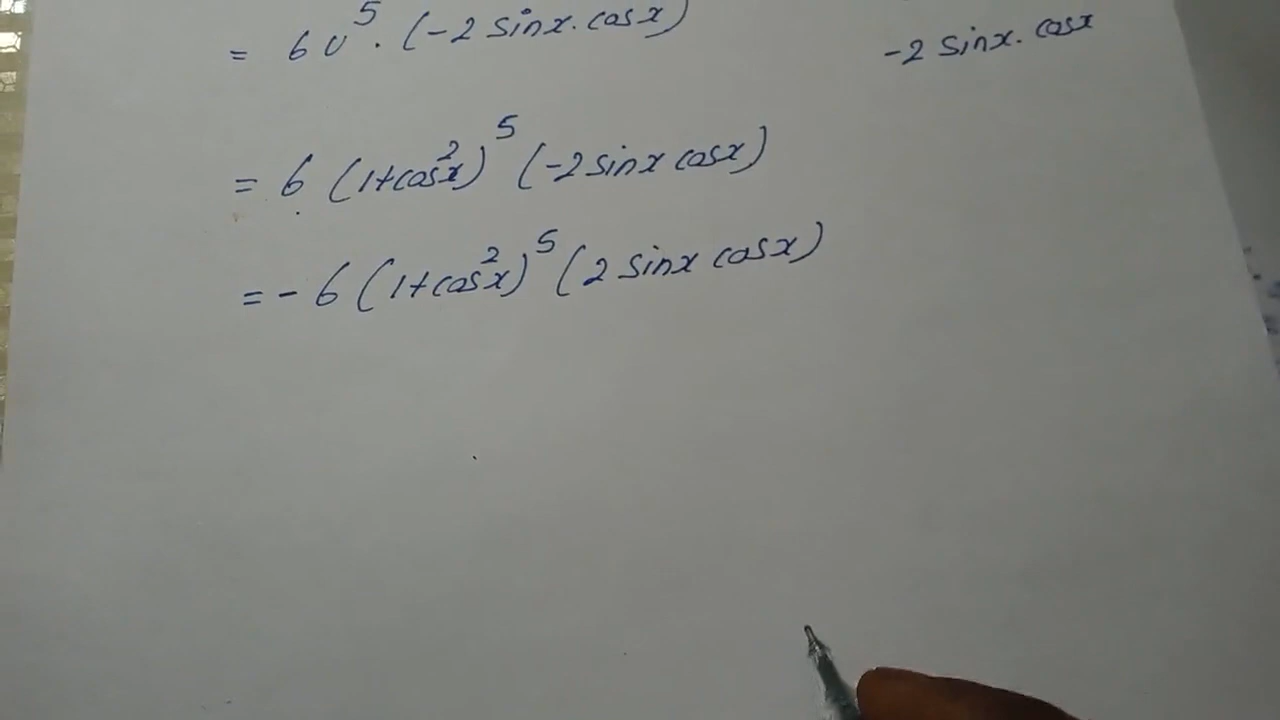 = 6 U⁵ · (-2 sinx · cosx)
-2 sinx · cosx
= 6 (1+cos²x)⁵ (-2 sinx cosx)
= - 6 (1+cos²x)⁵ (2 sinx cosx)